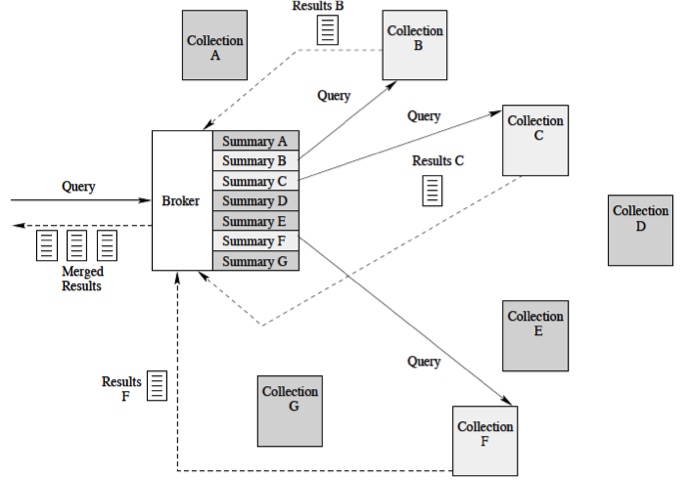 Results B
Collection
A
Collection
B
Query
Query
Collection
C
Summary A
Summary B
Summary C
Summary D
Summary E
Summary F
Summary G
Broker
Query
Results C
Collection
D
Merged
Results
Collection
E
Query
Results
F
Collection
G
Collection
F